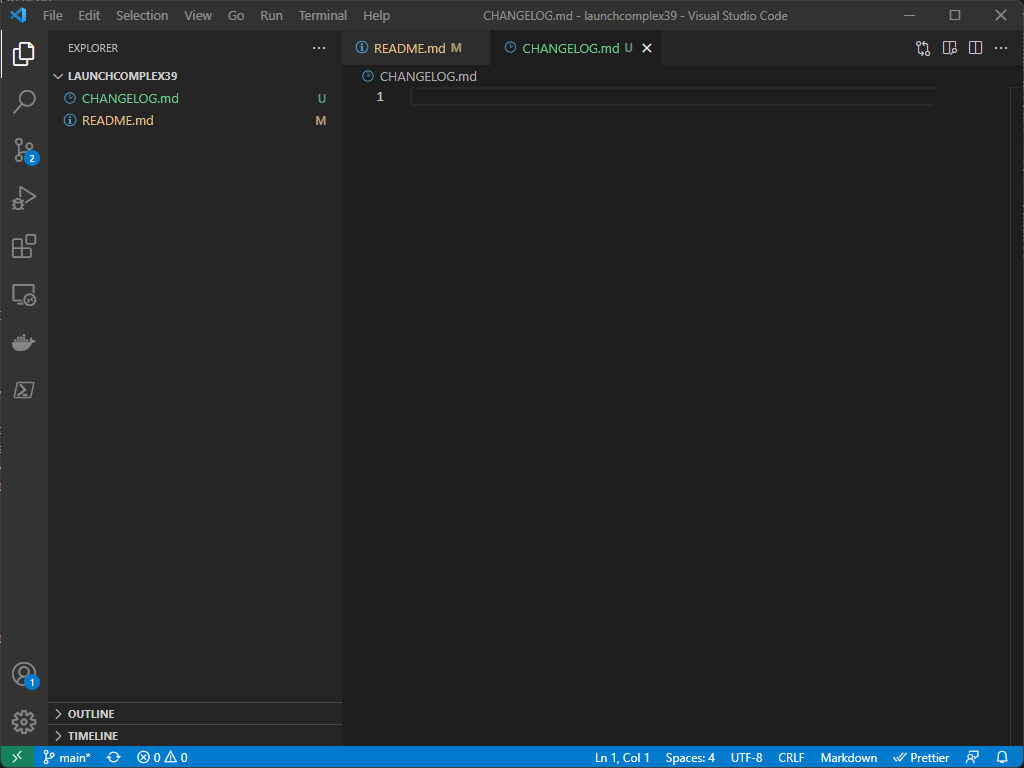 File Edit Selection View Go Run Terminal Help CHANGELOG.md - launchcomplex39 - Visual Studio Code
EXPLORER
LAUNCHCOMPLEX39
CHANGELOG.md U
README.md M
README.md M CHANGELOG.md U
CHANGELOG.md
1
2
1
OUTLINE
TIMELINE
main* 0 0 Ln 1, Col 1 Spaces: 4 UTF-8 CRLF Markdown Prettier